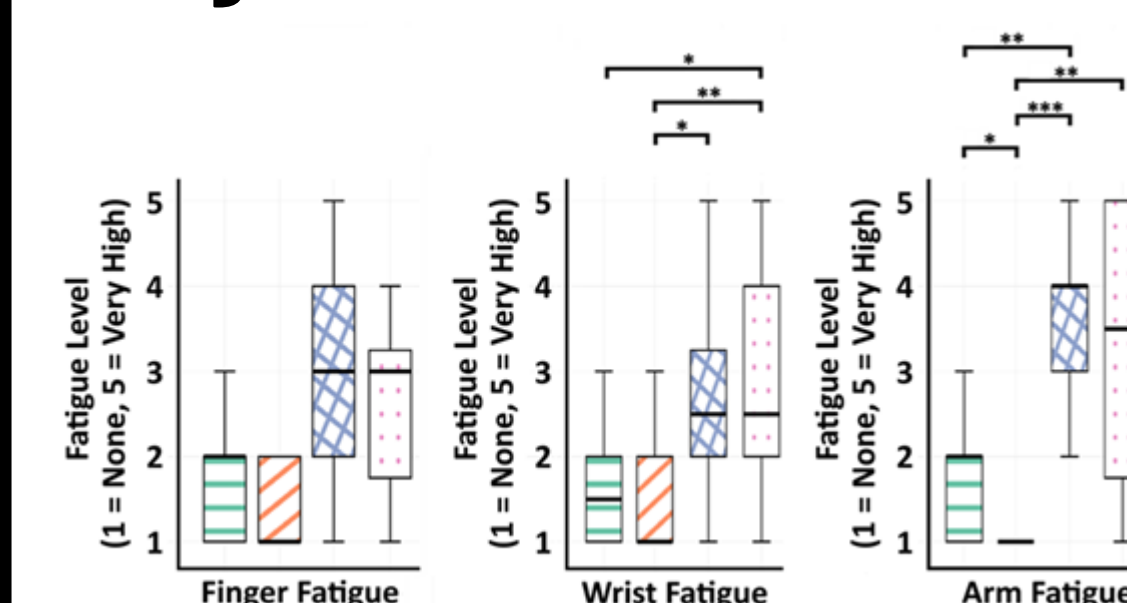 *
**
*
**
**
***
*
Fatigue Level
(1 = None, 5 = Very High)
5
4
3
2
1
Finger Fatigue
Fatigue Level
(1 = None, 5 = Very High)
5
4
3
2
1
Wrist Fatigue
Fatigue Level
(1 = None, 5 = Very High)
5
4
3
2
1
Arm Fatigue